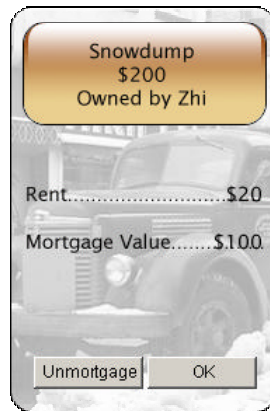 Snowdump
$200
Owned by Zhi
Rent...........................$20
Mortgage Value.......$100
Unmortgage
OK